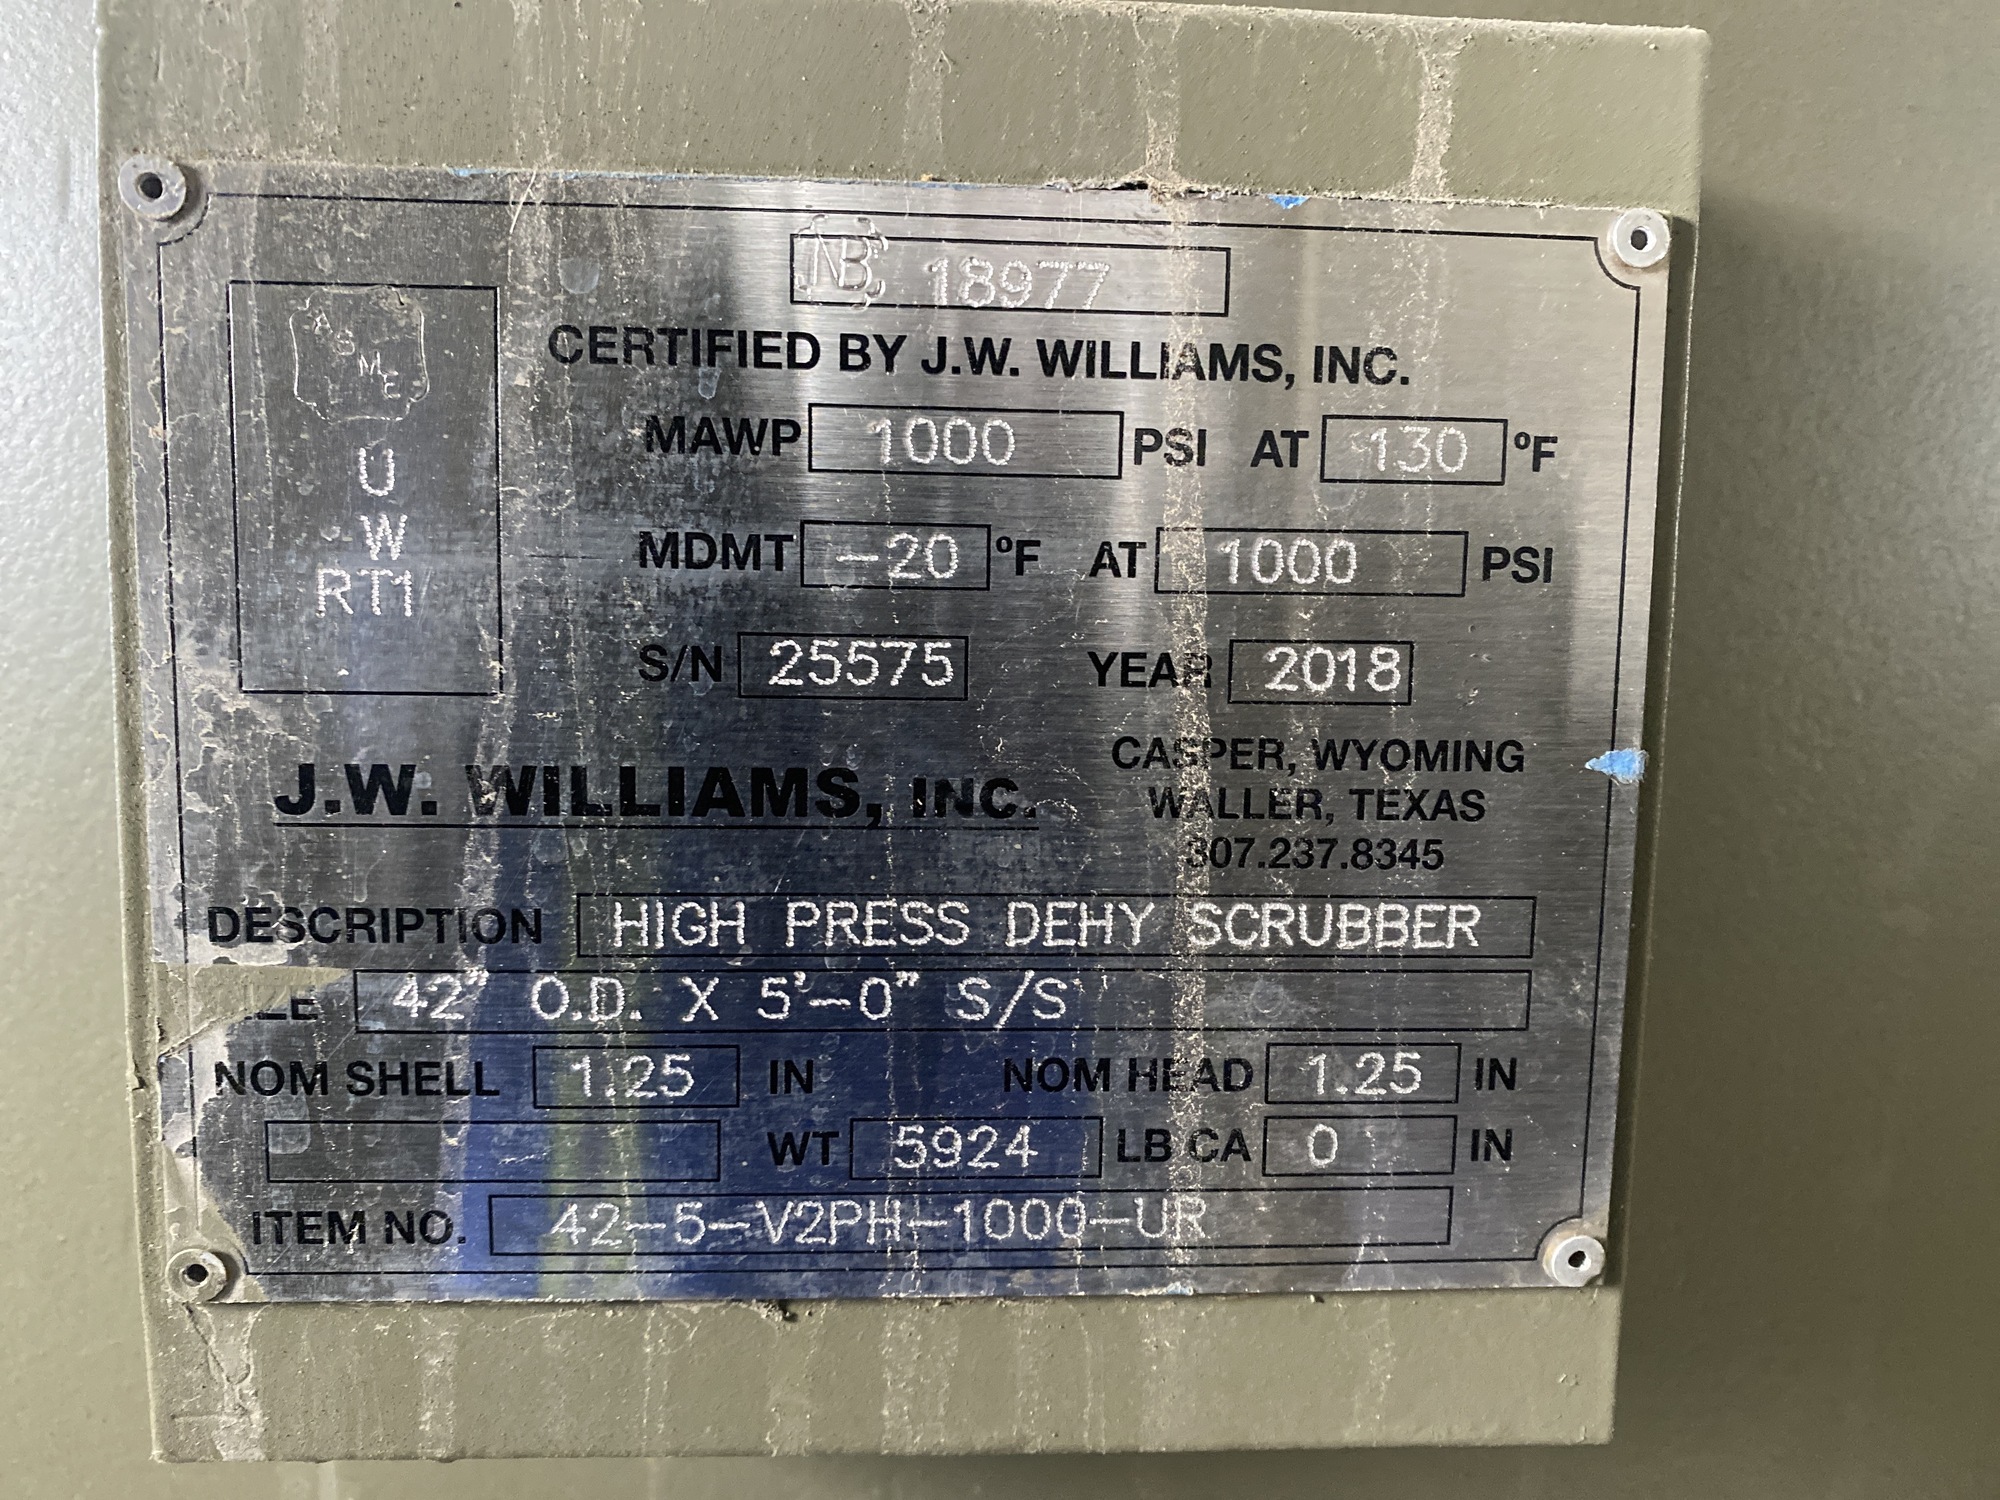 NB 18977
CERTIFIED BY J.W. WILLIAMS, INC.
ASME
U
W
RT1
MAWP 1000 PSI AT 130 °F
MDMT -20 °F AT 1000 PSI
S/N 25575 YEAR 2018
J.W. WILLIAMS, INC.
CASPER, WYOMING
WALLER, TEXAS
307.237.8345
DESCRIPTION HIGH PRESS DEHY SCRUBBER
42" O.D. X 5'-0" S/S
NOM SHELL 1.25 IN NOM HEAD 1.25 IN
WT 5924 LB CA 0 IN
ITEM NO. 42-5-V2PH-1000-UR